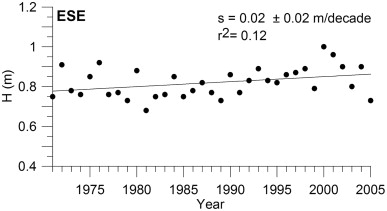 ESE
s = 0.02 ± 0.02 m/decade
r2= 0.12
1.2
1
0.8
0.6
0.4
H (m)
1975 1980 1985 1990 1995 2000 2005
Year